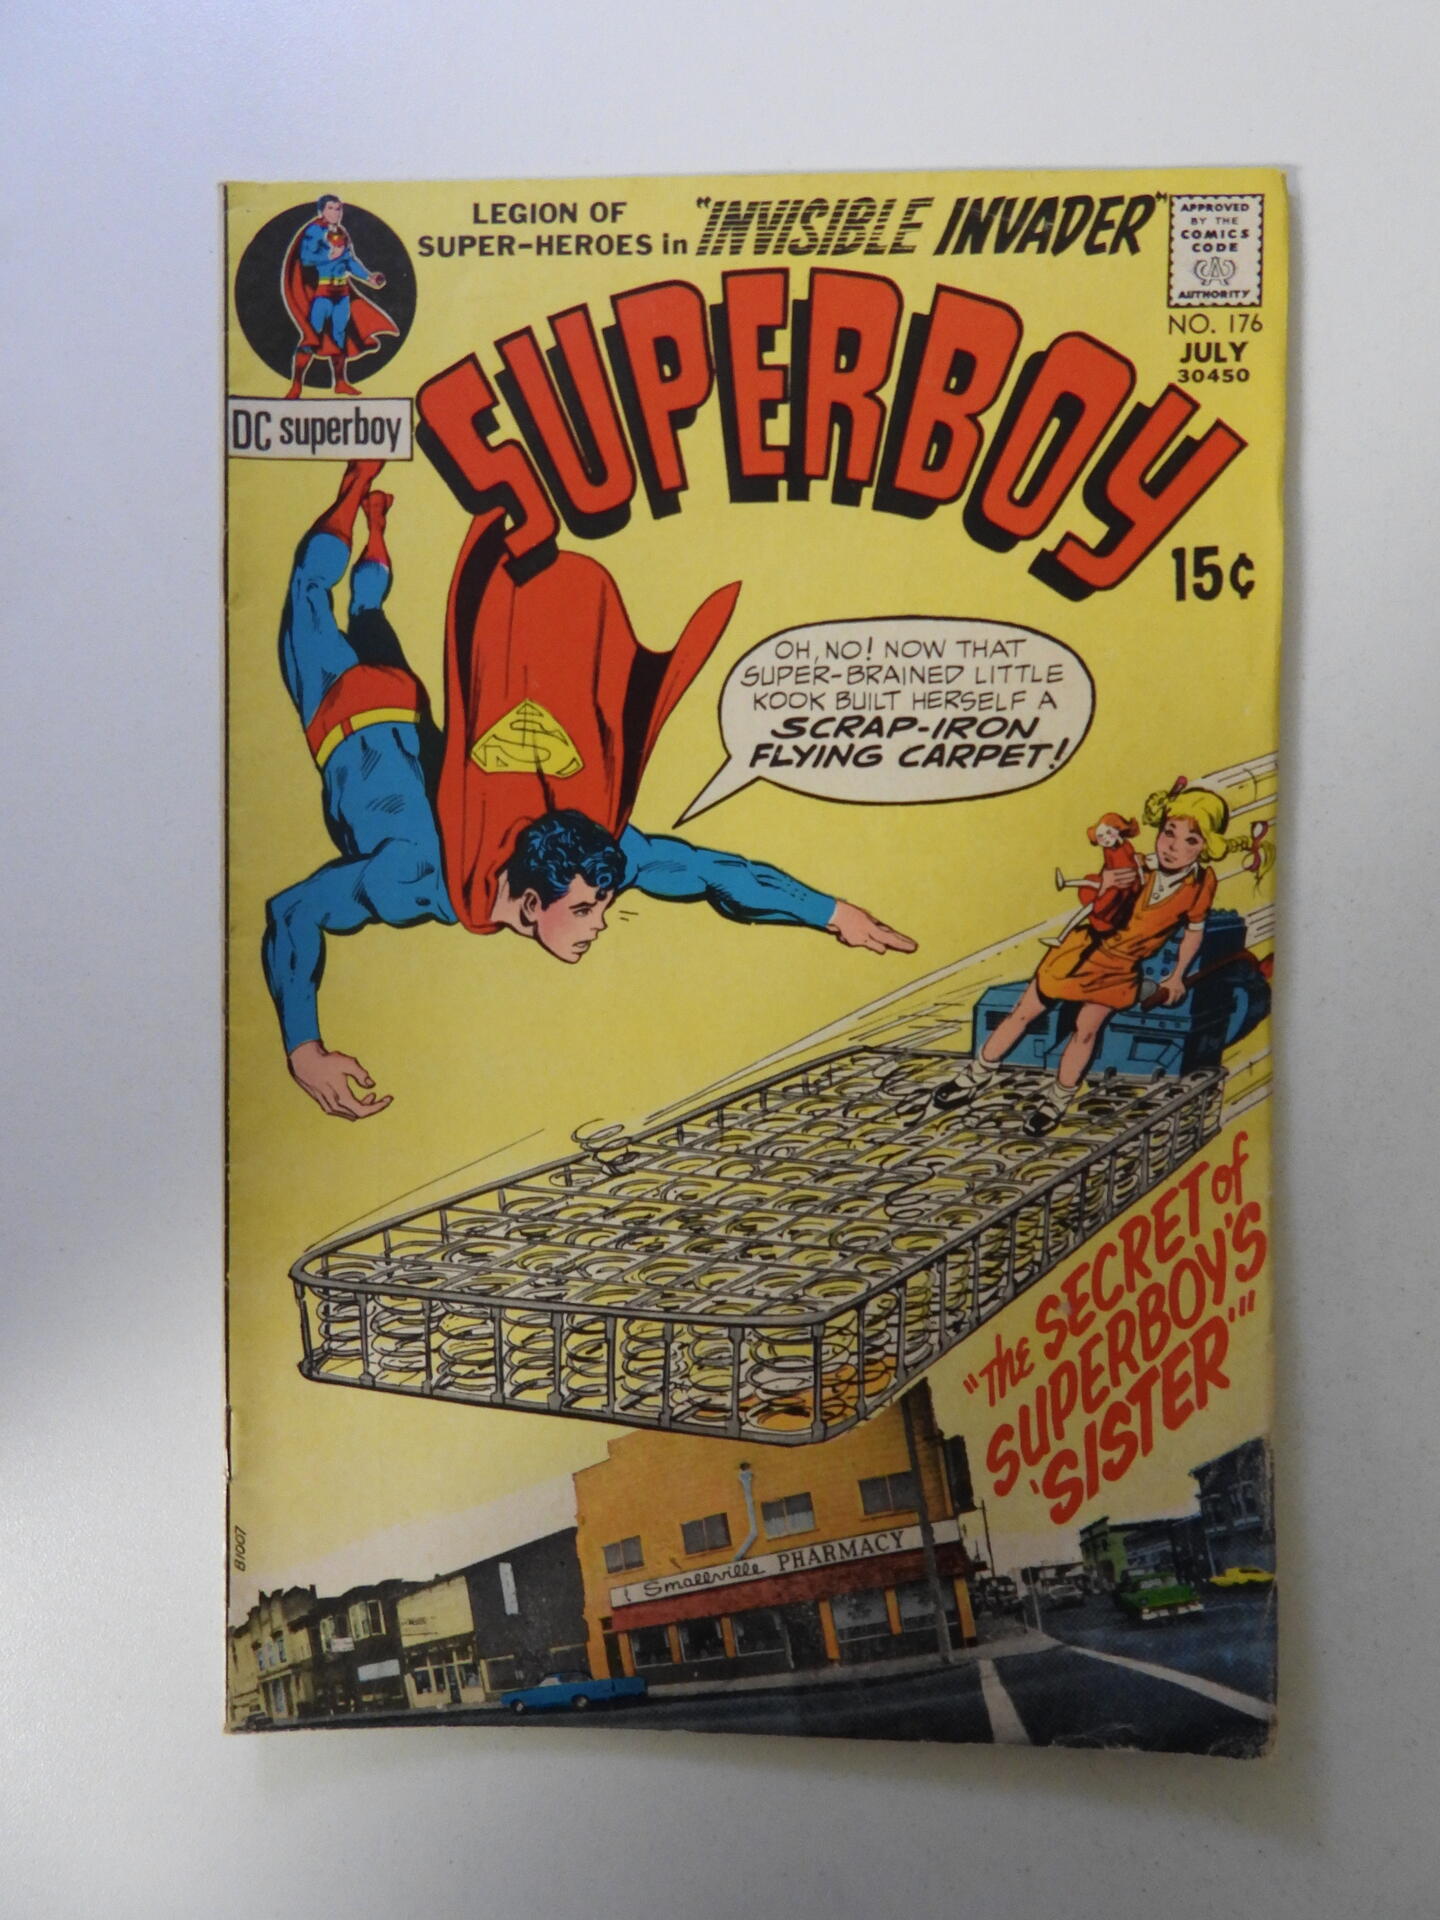 LEGION OF
SUPER-HEROES in "INVISIBLE INVADER"
APPROVED
BY THE
COMICS
CODE
CA
AUTHORITY
NO. 176
JULY
30450
DC superboy
SUPERBOY
15¢
OH, NO! NOW THAT
SUPER-BRAINED LITTLE
KOOK BUILT HERSELF A
SCRAP-IRON
FLYING CARPET!
S
"The SECRET of
SUPERBOY'S
'SISTER'"
Smallville PHARMACY
B1007